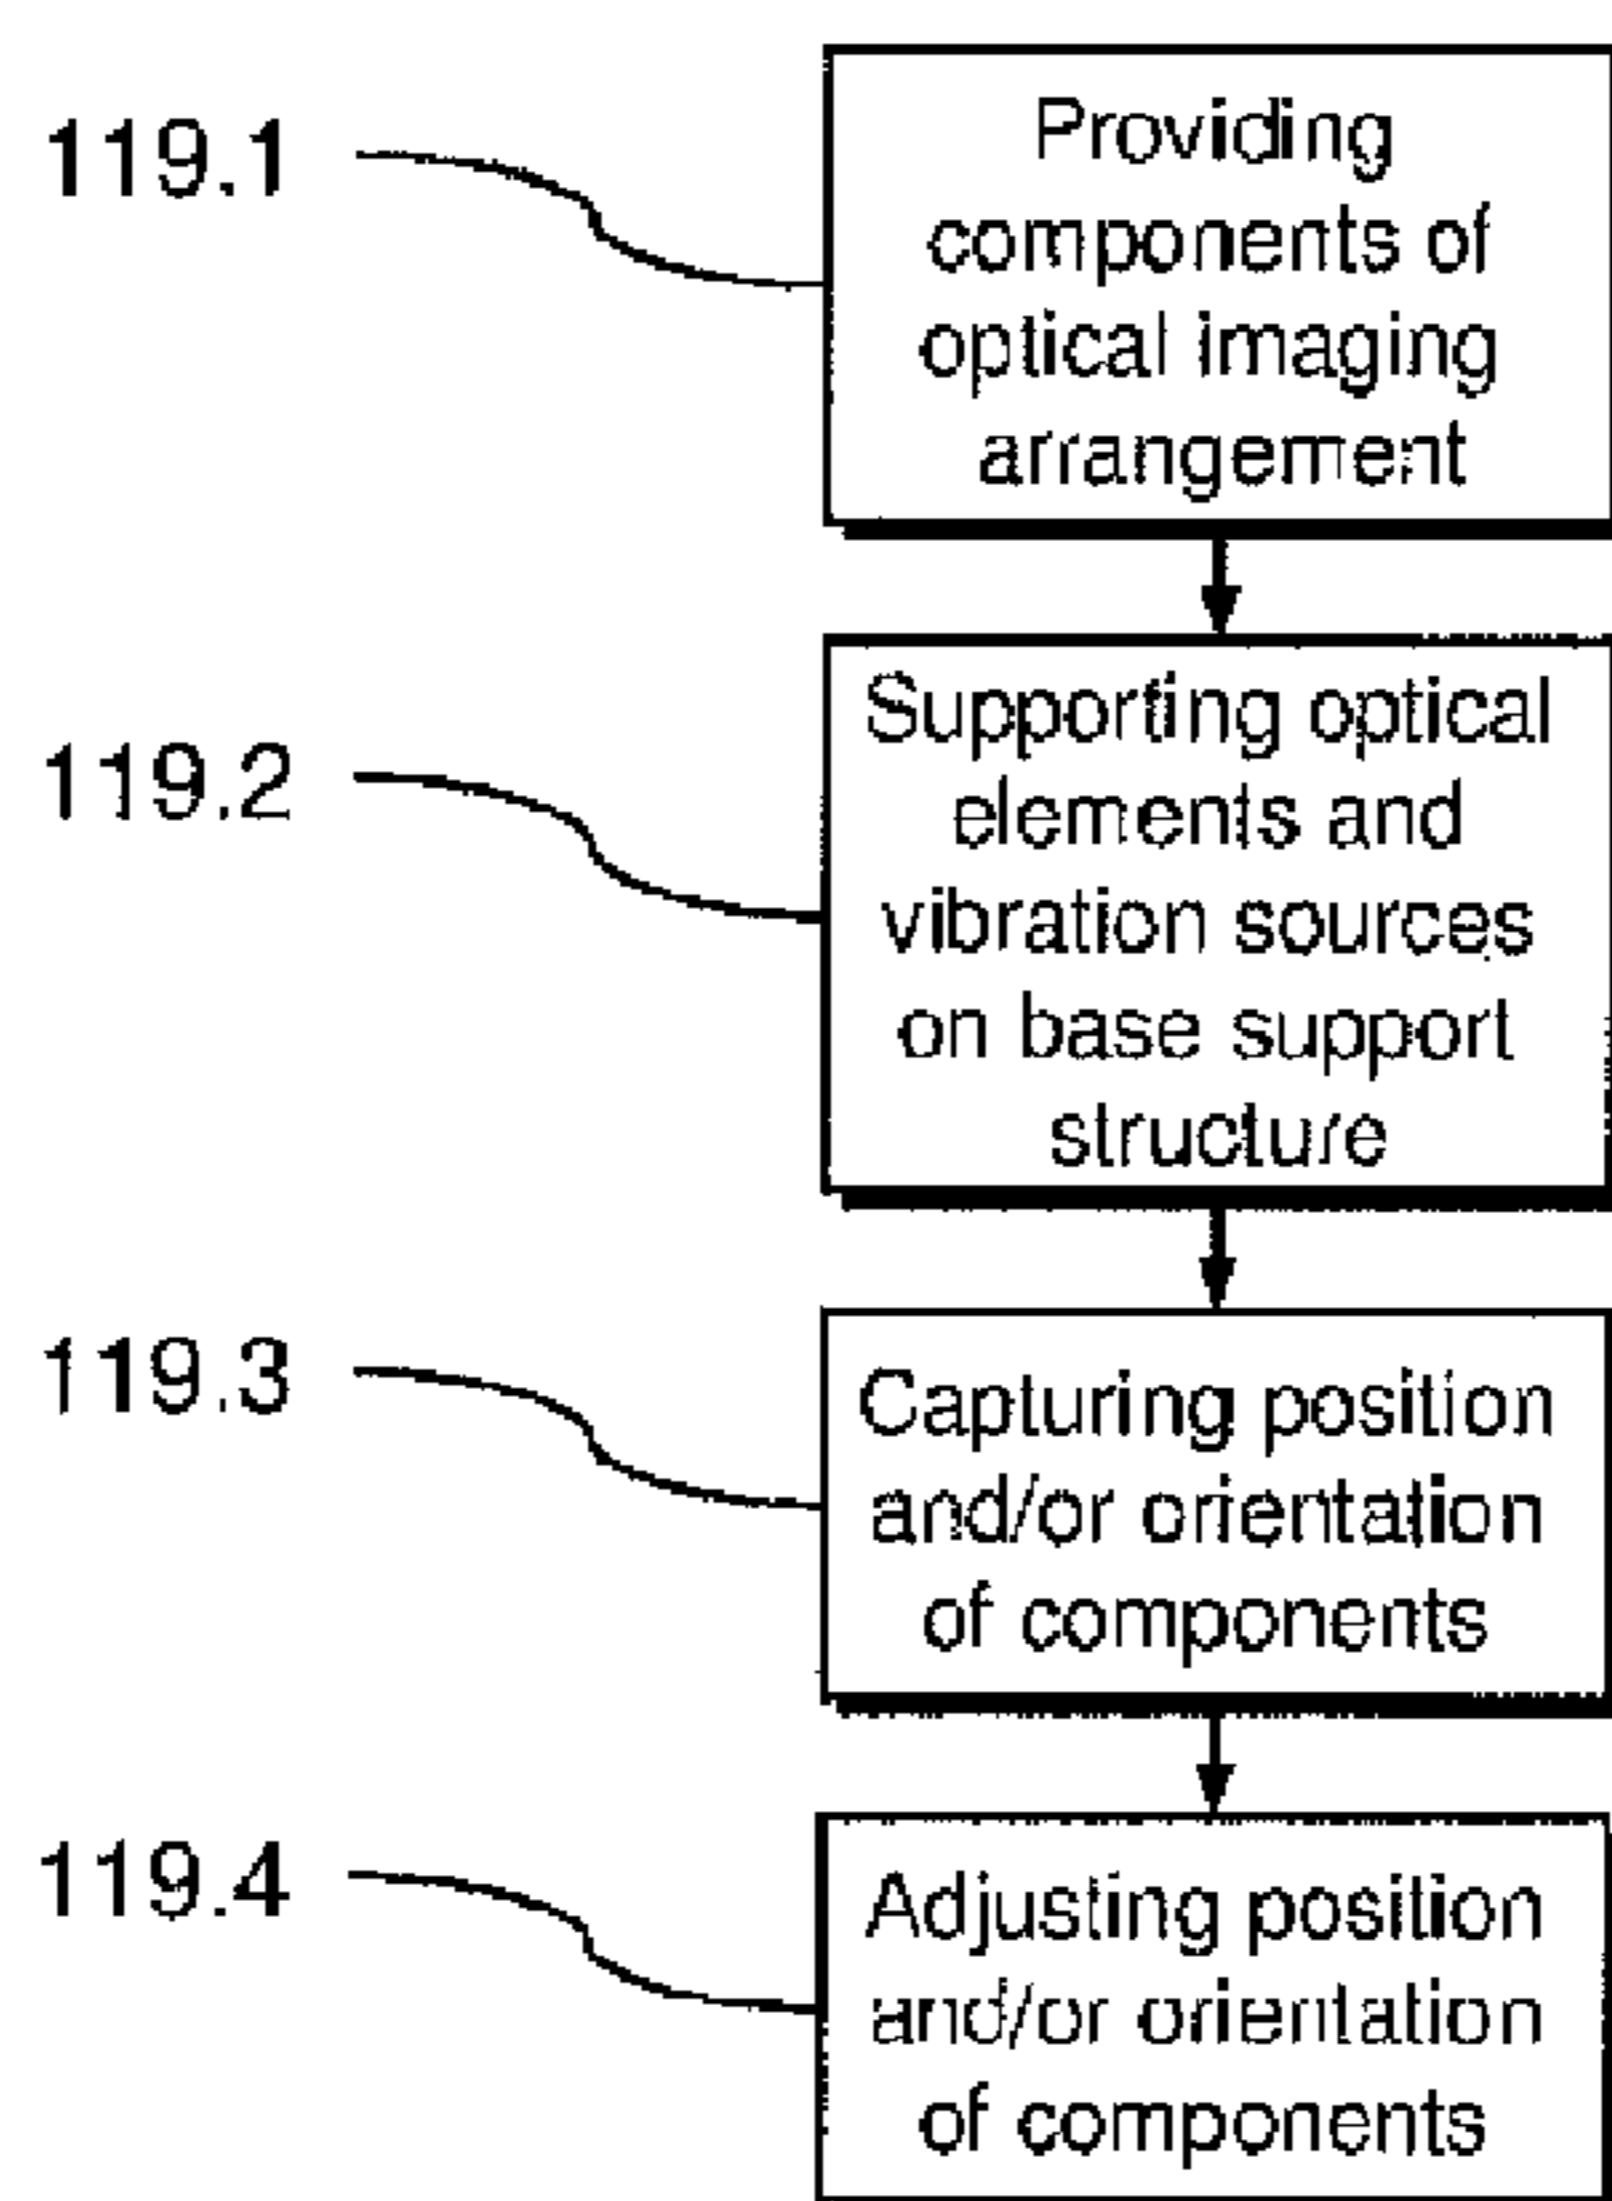 119.1
Providing
components of
optical imaging
arrangement
119.2
Supporting optical
elements and
vibration sources
on base support
structure
119.3
Capturing position
and/or orientation
of components
119.4
Adjusting position
and/or orientation
of components